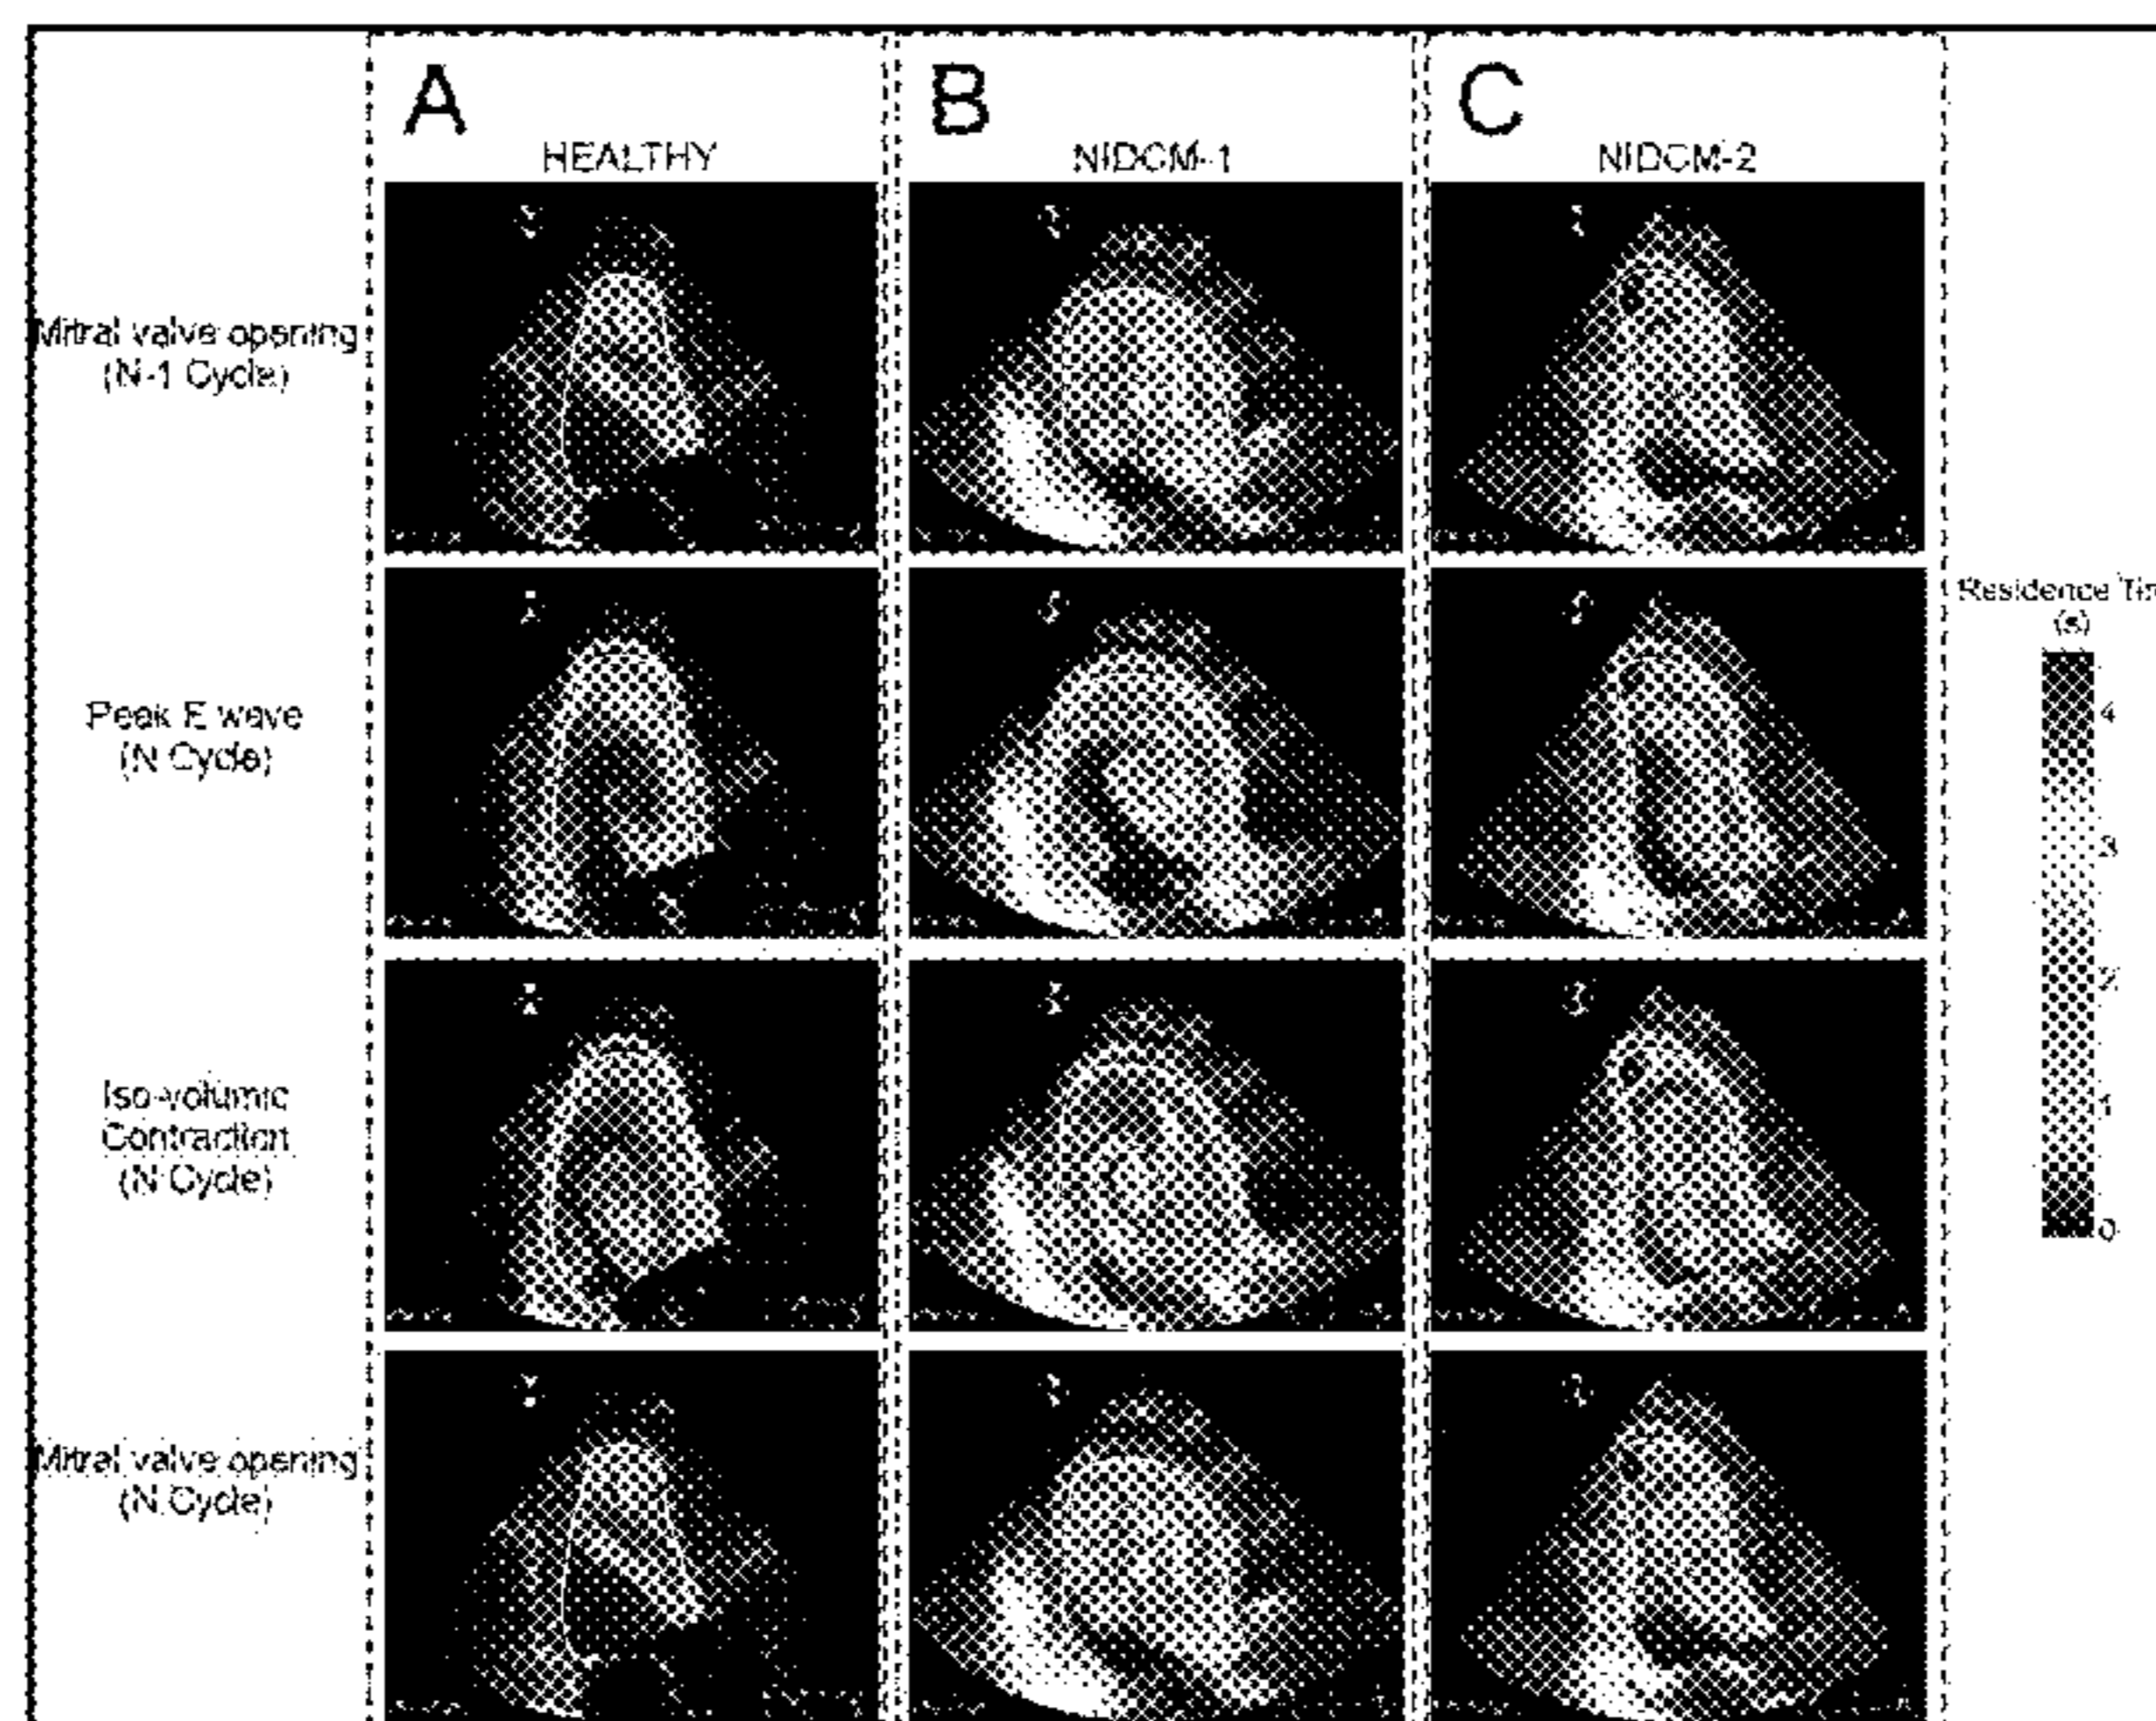 A
B
C
HEALTHY
NIDCM-1
NIDCM-2
Mitral valve opening
(N-1 Cycle)
Peak E wave
(N Cycle)
Iso-volumic
Contraction
(N Cycle)
Mitral valve opening
(N Cycle)
Residence
(s)
4
3
2
1
0